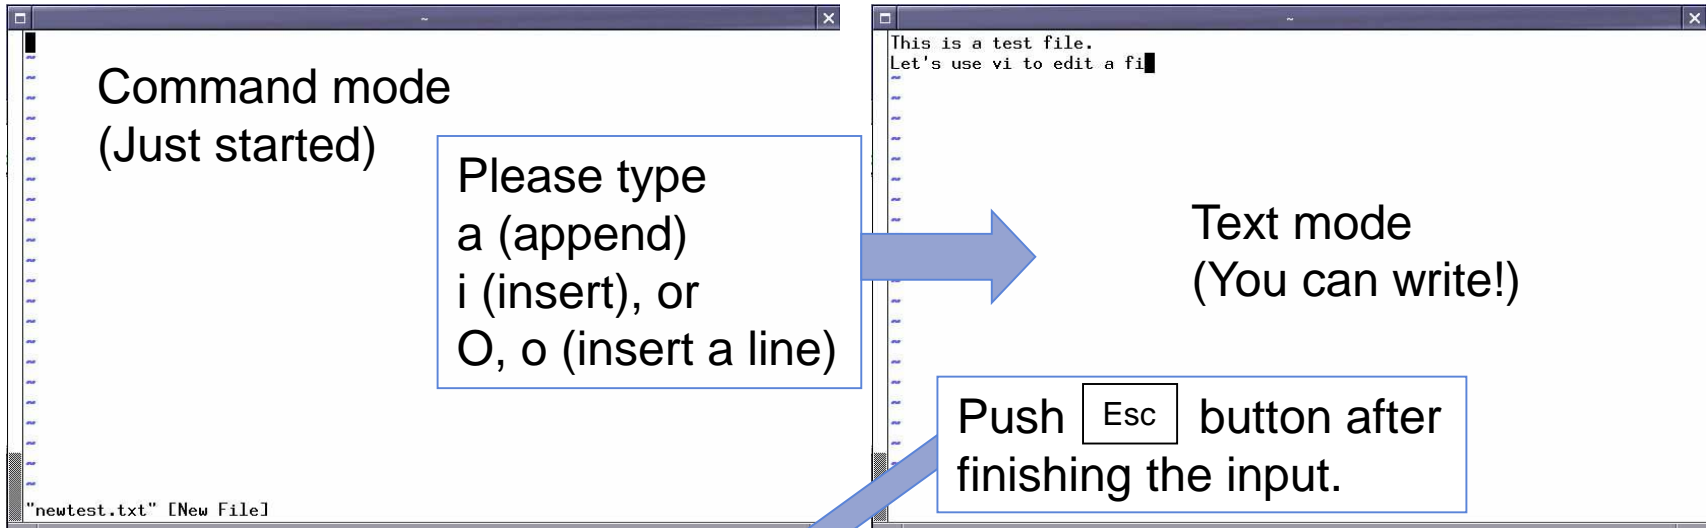 ~
Command mode
(Just started)
"newtest.txt" [New File]
Please type
a (append)
i (insert), or
O, o (insert a line)
~
This is a test file.
Let's use vi to edit a fi
Text mode
(You can write!)
Push Esc button after
finishing the input.